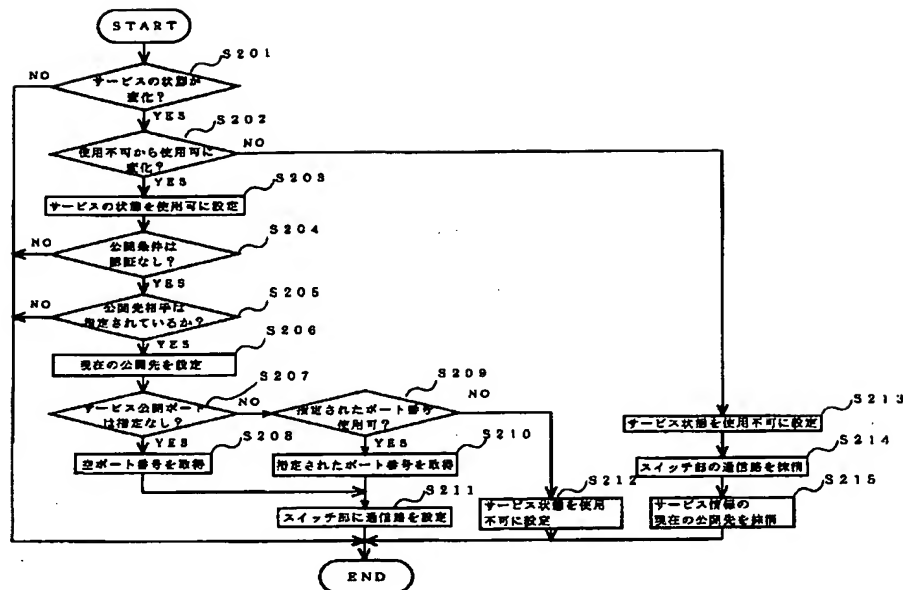 START
S201
NO
サービスの状態が
変化?
YES
S202
NO
使用不可から使用可に
変化?
YES
S203
サービスの状態を使用可に設定
S204
NO
公開条件は
認証なし?
YES
S205
NO
公開先相手は
指定されているか?
YES
S206
現在の公開先を設定
S207
サービス公開ポート
は指定なし?
NO
S209
指定されたポート番号
使用可?
NO
YES
S208
空ポート番号を取得
YES
S210
指定されたポート番号を取得
S211
スイッチ部に通信路を設定
S212
サービス状態を使用
不可に設定
S213
サービス状態を使用不可に設定
S214
スイッチ部の通信路を抹消
S215
サービス情報の
現在の公開先を抹消
END